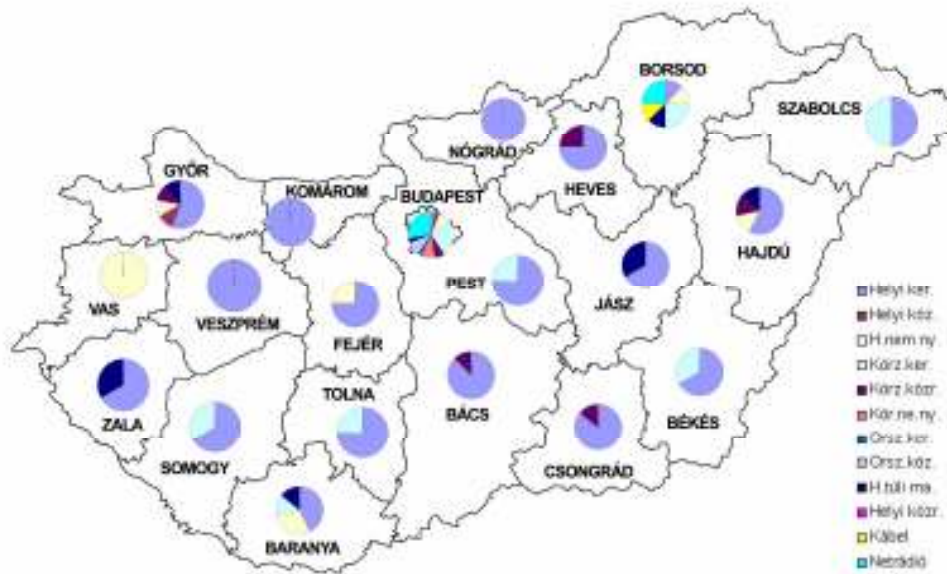 BORSOD
SZABOLCS
NÓGRÁD
HEVES
GYŐR
KOMÁROM
BUDAPEST
HAJDÚ
PEST
JÁSZ
VAS
VESZPRÉM
FEJÉR
TOLNA
BÁCS
BÉKÉS
ZALA
SOMOGY
CSONGRÁD
BARANYA
Helyi ker.
Helyi köz.
H.nem ny.
Körz.ker.
Körz.közr.
Kör.ne.ny.
Orsz.ker.
Orsz.köz.
H.túli ma.
Helyi közr.
Kábel
Netrádió